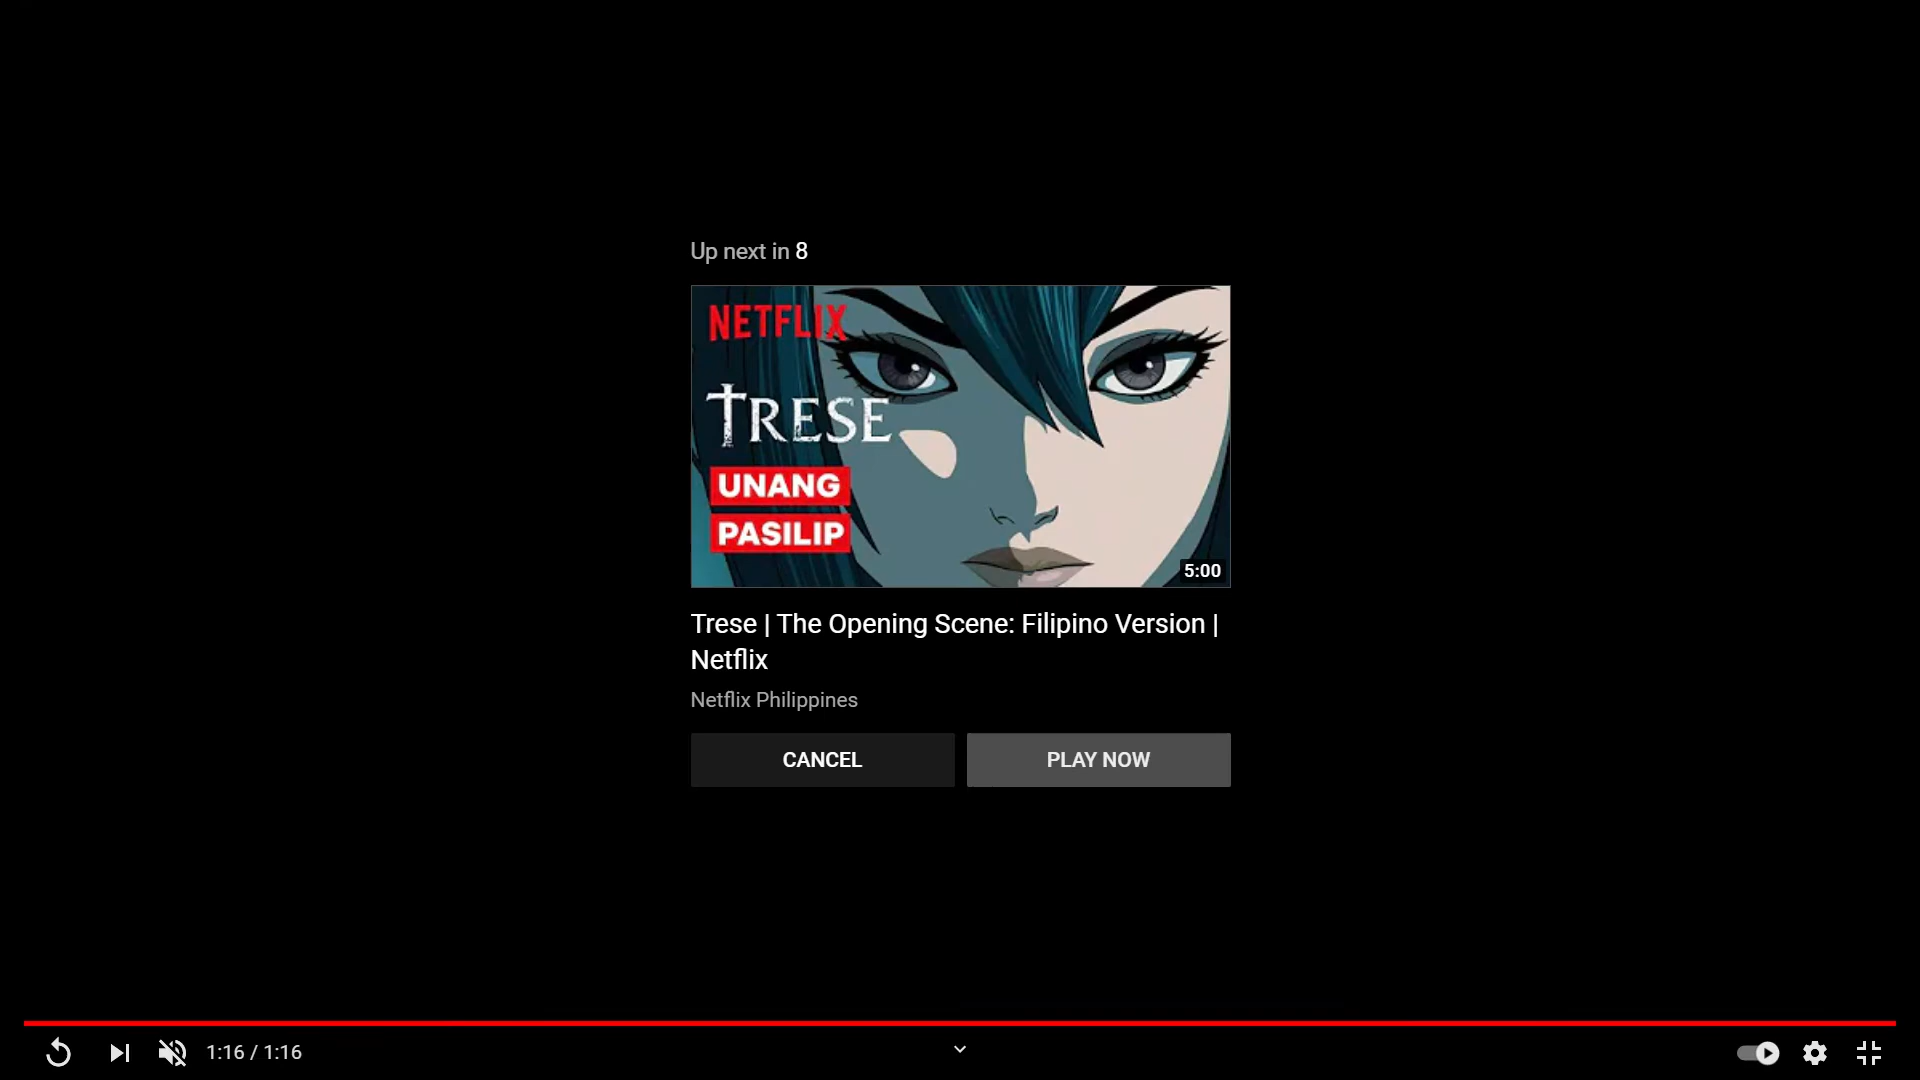 Up next in 8
NETFLIX
TRESE
UNANG
PASILIP
5:00
Trese | The Opening Scene: Filipino Version |
Netflix
Netflix Philippines
CANCEL
PLAY NOW
1:16 / 1:16